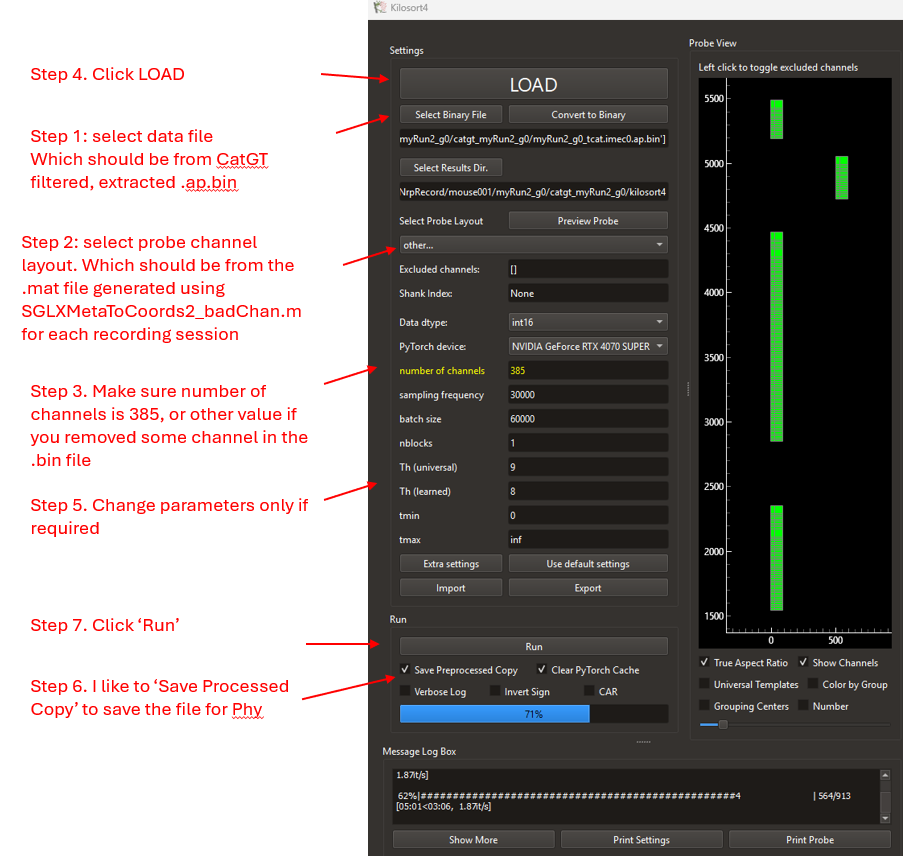 Kilosort4
Step 4. Click LOAD
Step 1: select data file
Which should be from CatGT
filtered, extracted .ap.bin
Step 2: select probe channel
layout. Which should be from the
.mat file generated using
SGLXMetaToCoords2_badChan.m
for each recording session
Step 3. Make sure number of
channels is 385, or other value if
you removed some channel in the
.bin file
Step 5. Change parameters only if
required
Step 7. Click ‘Run’
Step 6. I like to ‘Save Processed
Copy’ to save the file for Phy
Settings
LOAD
Select Binary File
Convert to Binary
myRun2_g0/catgt_myRun2_g0/myRun2_g0_tcat.imec0.ap.bin']
Select Results Dir.
NrpRecord/mouse001/myRun2_g0/catgt_myRun2_g0/kilosort4
Select Probe Layout
Preview Probe
other...
Excluded channels: []
Shank Index: None
Data dtype: int16
PyTorch device: NVIDIA GeForce RTX 4070 SUPER
number of channels 385
sampling frequency 30000
batch size 60000
nblocks 1
Th (universal) 9
Th (learned) 8
tmin 0
tmax inf
Extra settings
Use default settings
Import
Export
Run
Run
Save Preprocessed Copy
Clear PyTorch Cache
Verbose Log
Invert Sign
CAR
71%
Probe View
Left click to toggle excluded channels
5500
5000
4500
4000
3500
3000
2500
2000
1500
0 500
True Aspect Ratio
Show Channels
Universal Templates
Color by Group
Grouping Centers
Number
Message Log Box
1.87it/s]
62%|################################################4 | 564/913
[05:01<03:06, 1.87it/s]
Show More
Print Settings
Print Probe